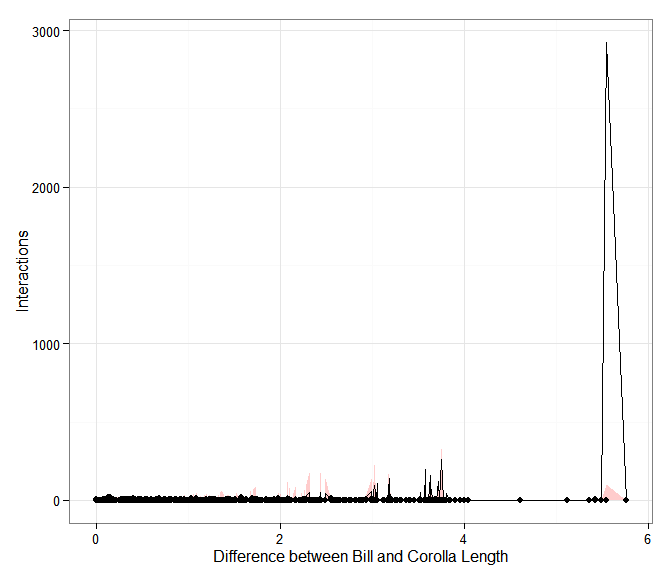 3000
2000
1000
0
Interactions
0 2 4 6
Difference between Bill and Corolla Length